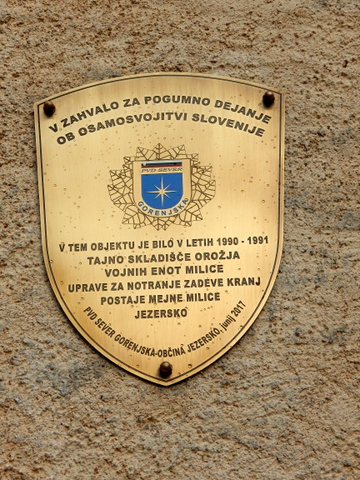 V ZAHVALO ZA POGUMNO DEJANJE
OB OSAMOSVOJITVI SLOVENIJE
PVD SEVER
GORENJSKA
V TEM OBJEKTU JE BILO V LETIH 1990 - 1991
TAJNO SKLADIŠČE OROŽJA
VOJNIH ENOT MILICE
UPRAVE ZA NOTRANJE ZADEVE KRANJ
POSTAJE MEJNE MILICE
JEZERSKO
PVD SEVER GORENJSKA-OBČINA JEZERSKO, junij 2017